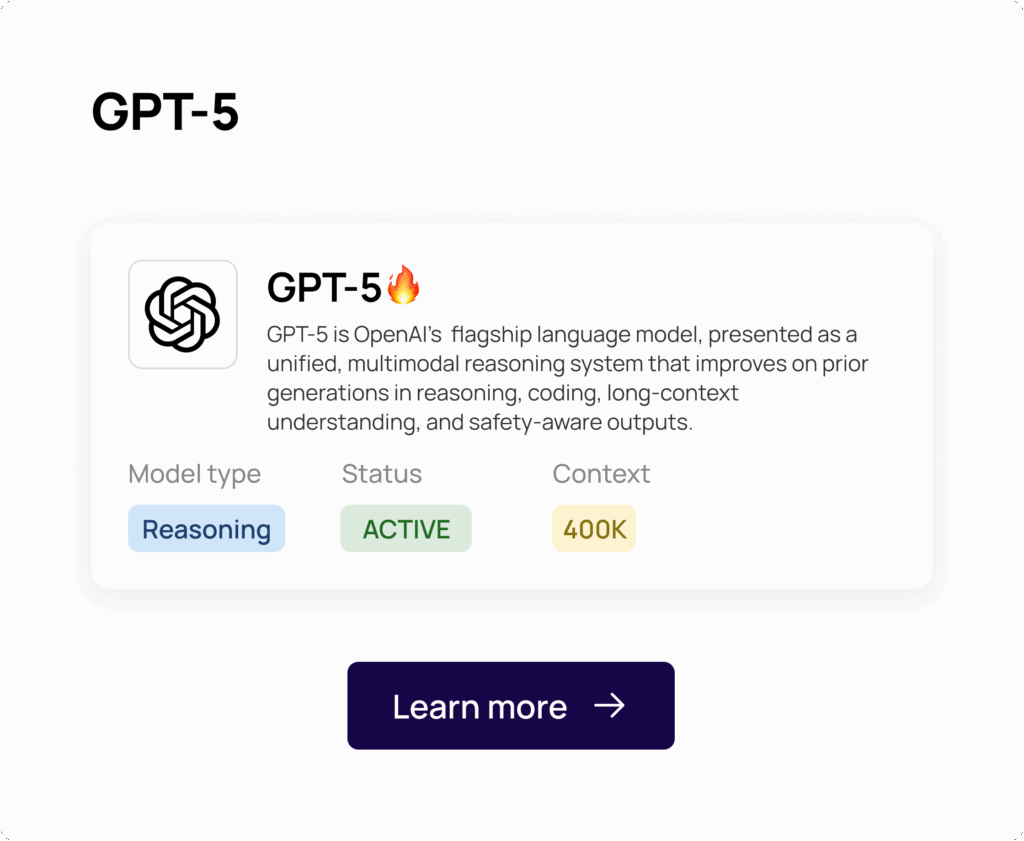 GPT-5
GPT-5🔥
GPT-5 is OpenAI's flagship language model, presented as a
unified, multimodal reasoning system that improves on prior
generations in reasoning, coding, long-context
understanding, and safety-aware outputs.
Model type Status Context
Reasoning ACTIVE 400K
Learn more →